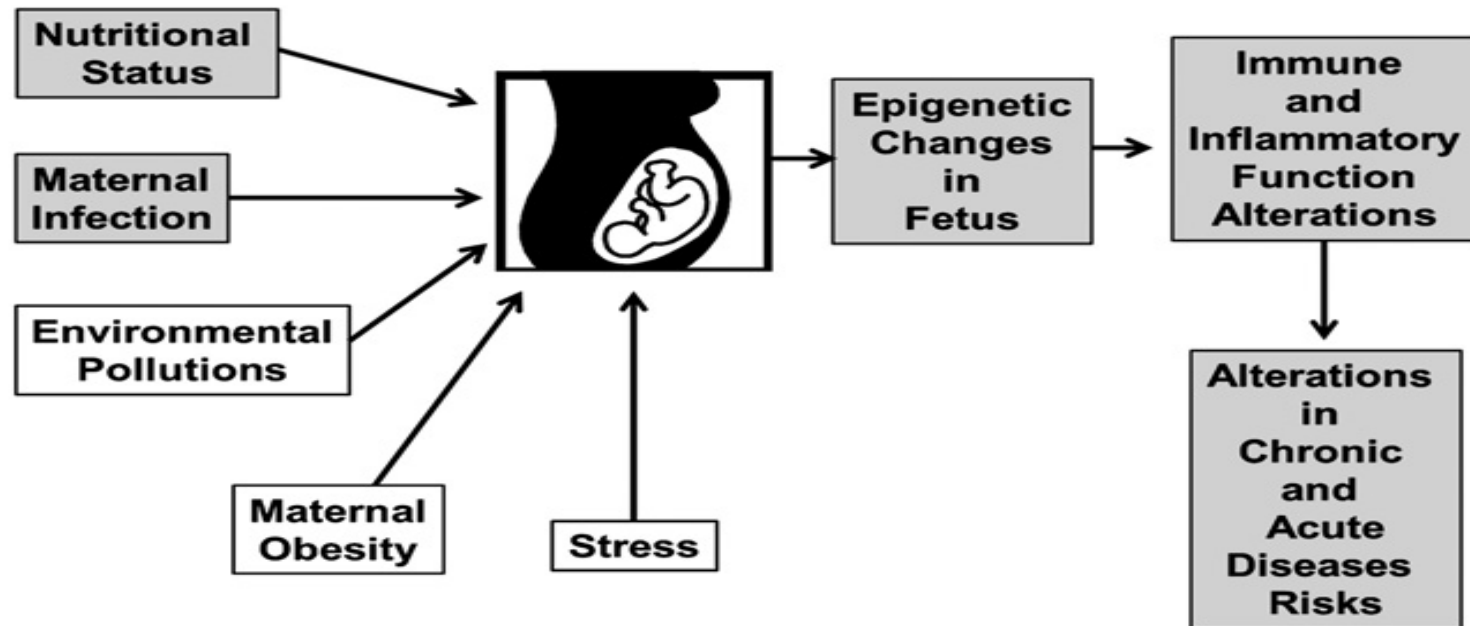 Nutritional
Status
Maternal
Infection
Environmental
Pollutions
Maternal
Obesity
Stress
Epigenetic
Changes
in
Fetus
Immune
and
Inflammatory
Function
Alterations
Alterations
in
Chronic
and
Acute
Diseases
Risks